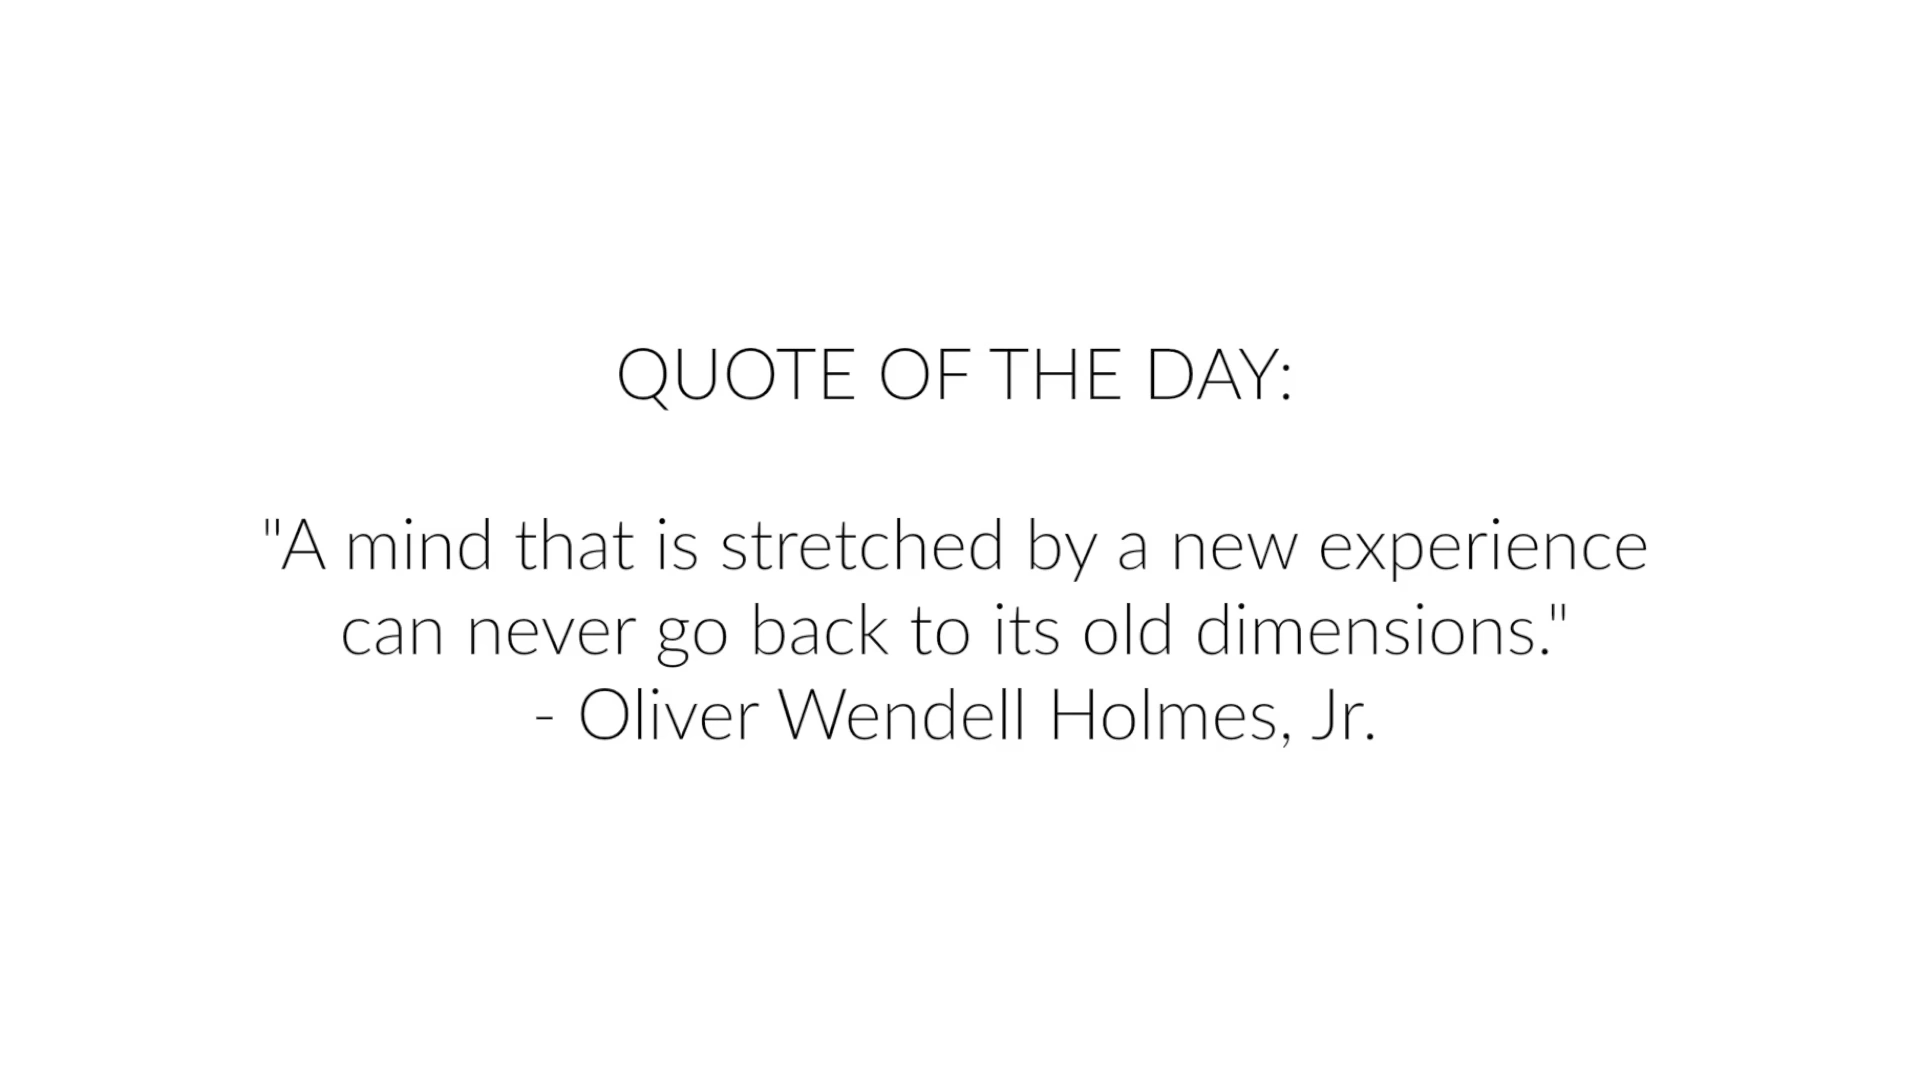 QUOTE OF THE DAY:
"A mind that is stretched by a new experience
can never go back to its old dimensions."
- Oliver Wendell Holmes, Jr.